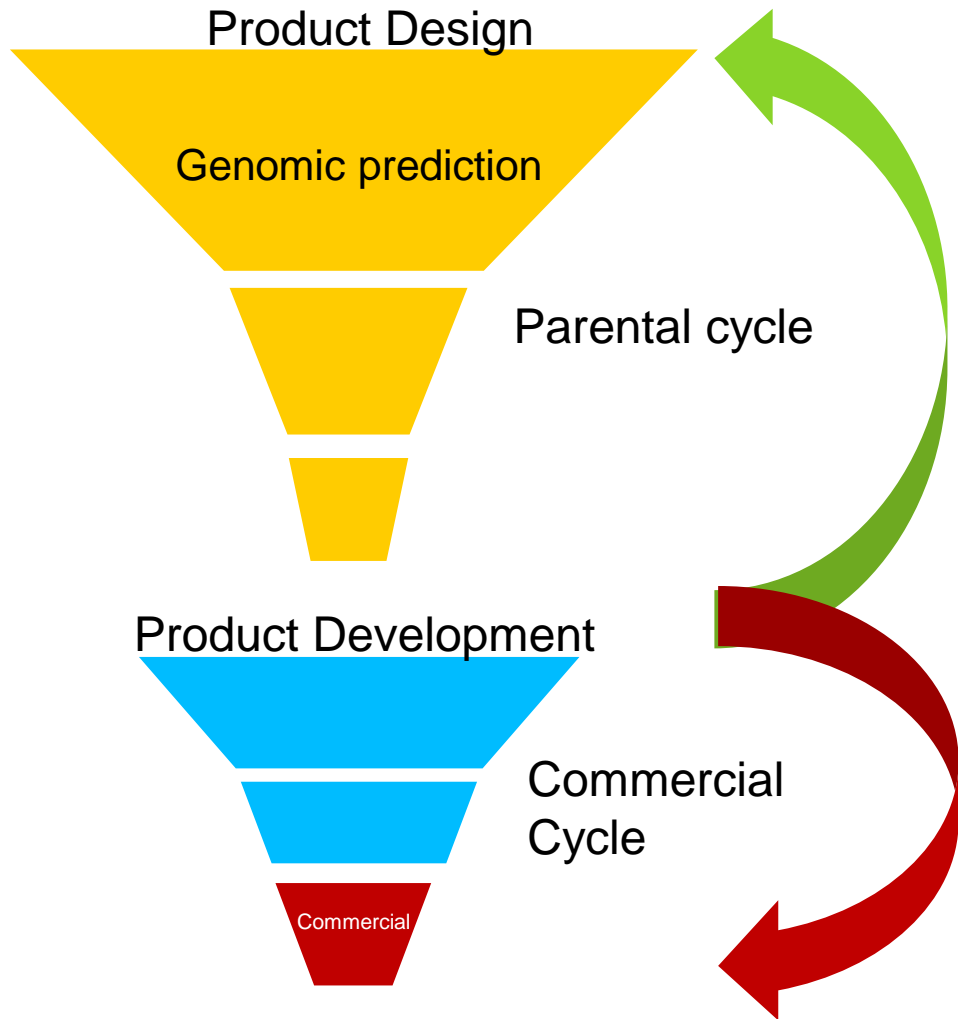 Product Design
Genomic prediction
Parental cycle
Product Development
Commercial
Cycle
Commercial